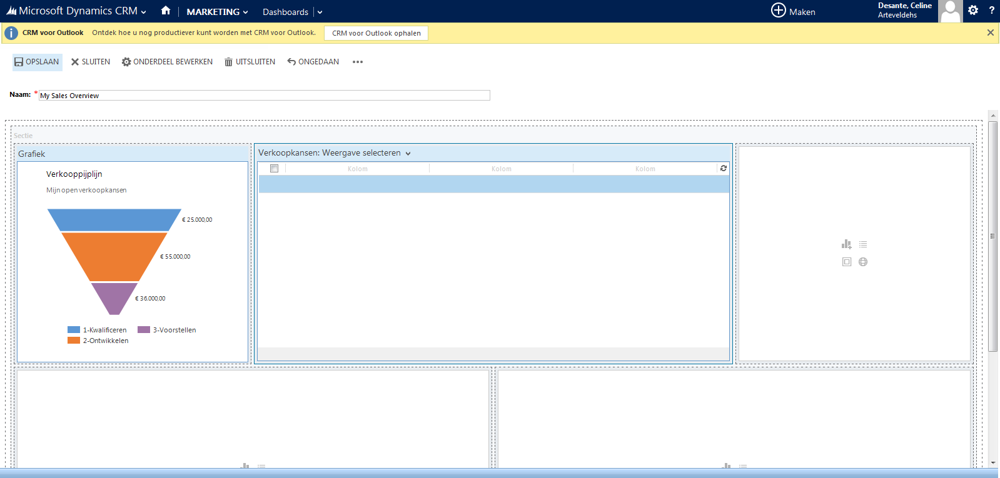 Microsoft Dynamics CRM MARKETING Dashboards Maken Desante, Celine ?
Arteveldehs
i CRM voor Outlook Ontdek hoe u nog productiever kunt worden met CRM voor Outlook. CRM voor Outlook ophalen
OPSLAAN SLUITEN ONDERDEEL BEWERKEN UITSLUITEN ONGEDAAN
Naam: * My Sales Overview
Sectie
Grafiek
Verkooppijplijn
Mijn open verkoopkansen
€ 25.000,00
€ 55.000,00
€ 36.000,00
1-Kwalificeren 3-Voorstellen
2-Ontwikkelen
Verkoopkansen: Weergave selecteren
Kolom Kolom Kolom